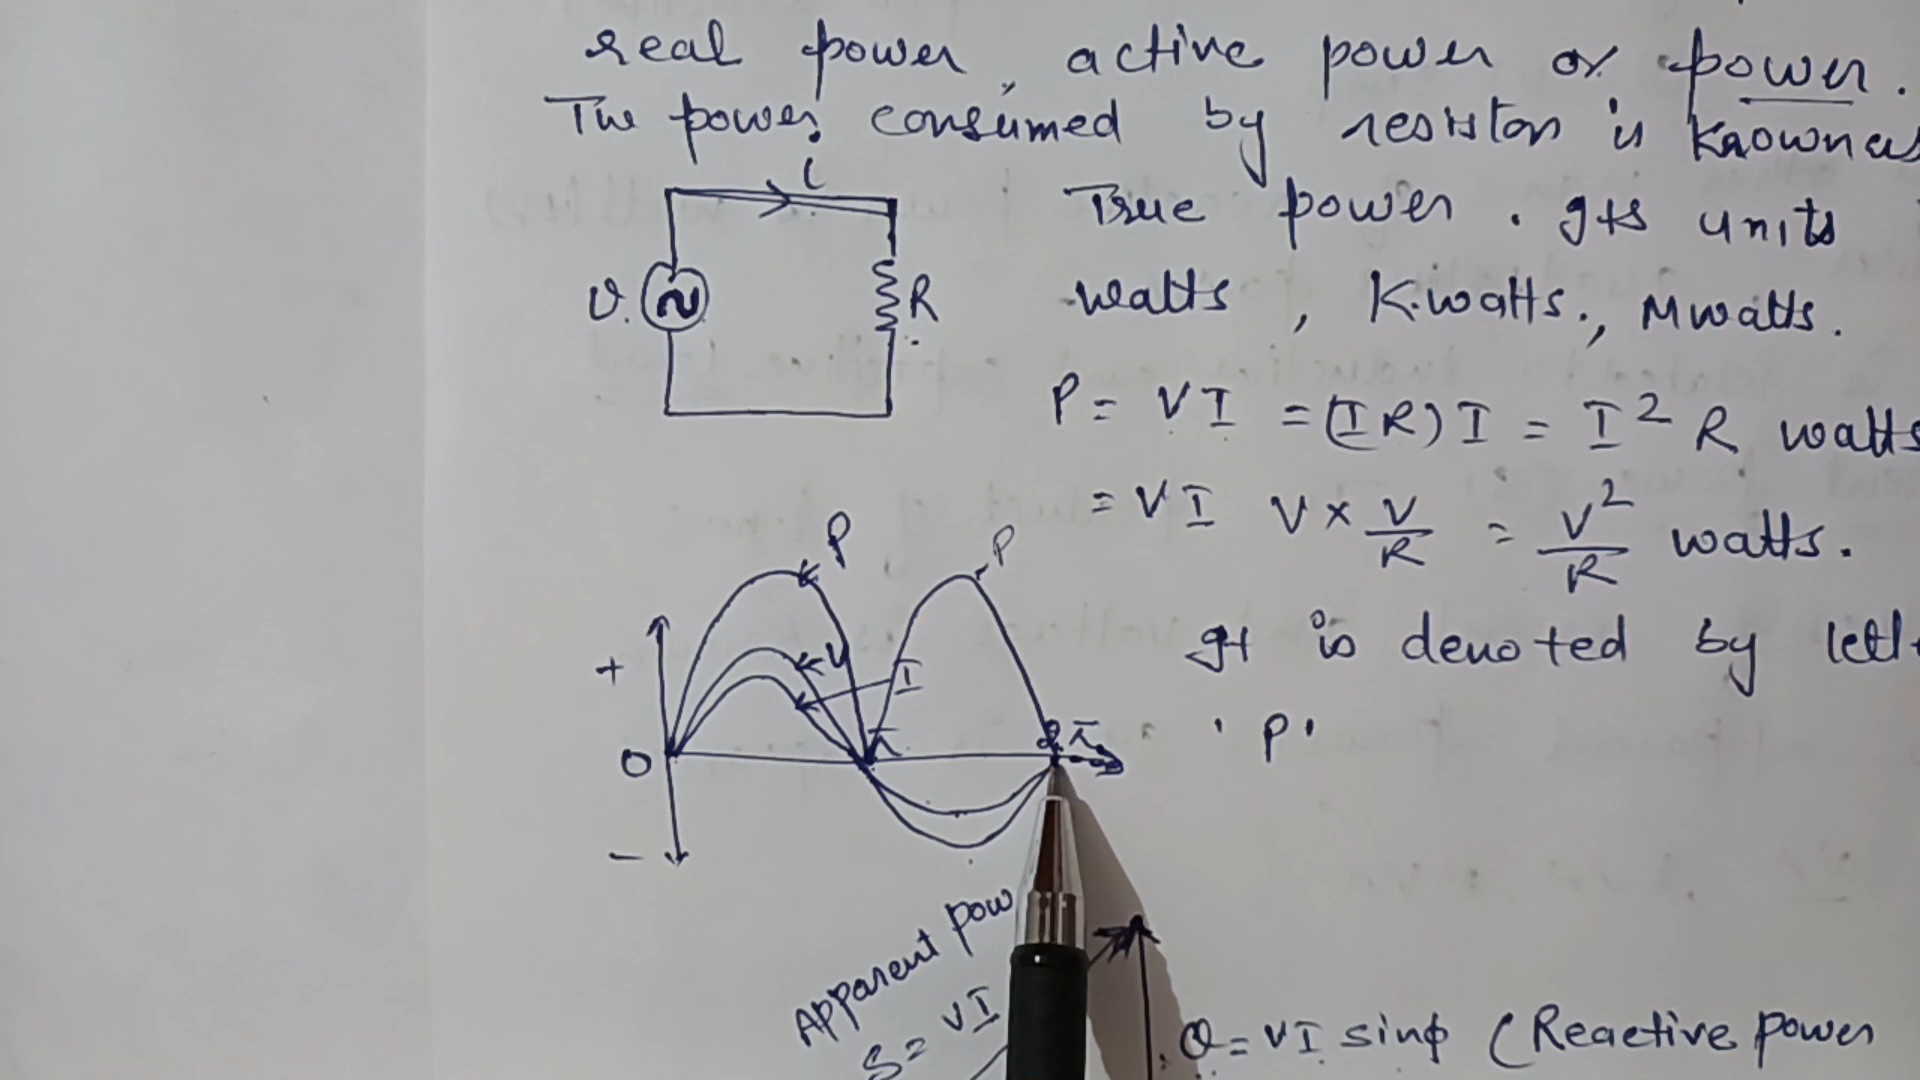 real power, active power or power.
The power consumed by resistor is known as
i
True power. Its units
V. R watts, K.watts., Mwatts.
P = VI = (IR)I = I² R watts
= VI V × V/R = V²/R watts.
P P
It is denoted by lett
+ V I
'P'
0 π 2π
-
Apparent pow
S = VI
Q = VI sinϕ (Reactive power